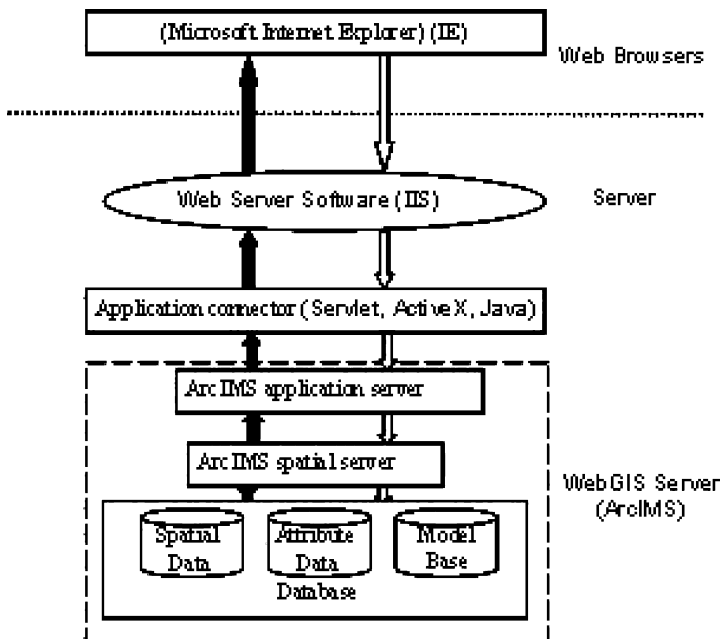 (Microsoft Internet Explorer) (IE)
Web Browsers
Web Server Software (IIS)
Server
Application connector (Servlet, ActiveX, Java)
ArcIMS application server
ArcIMS spatial server
WebGIS Server
(ArcIMS)
Spatial
Data
Attribute
Data
Model
Base
Database